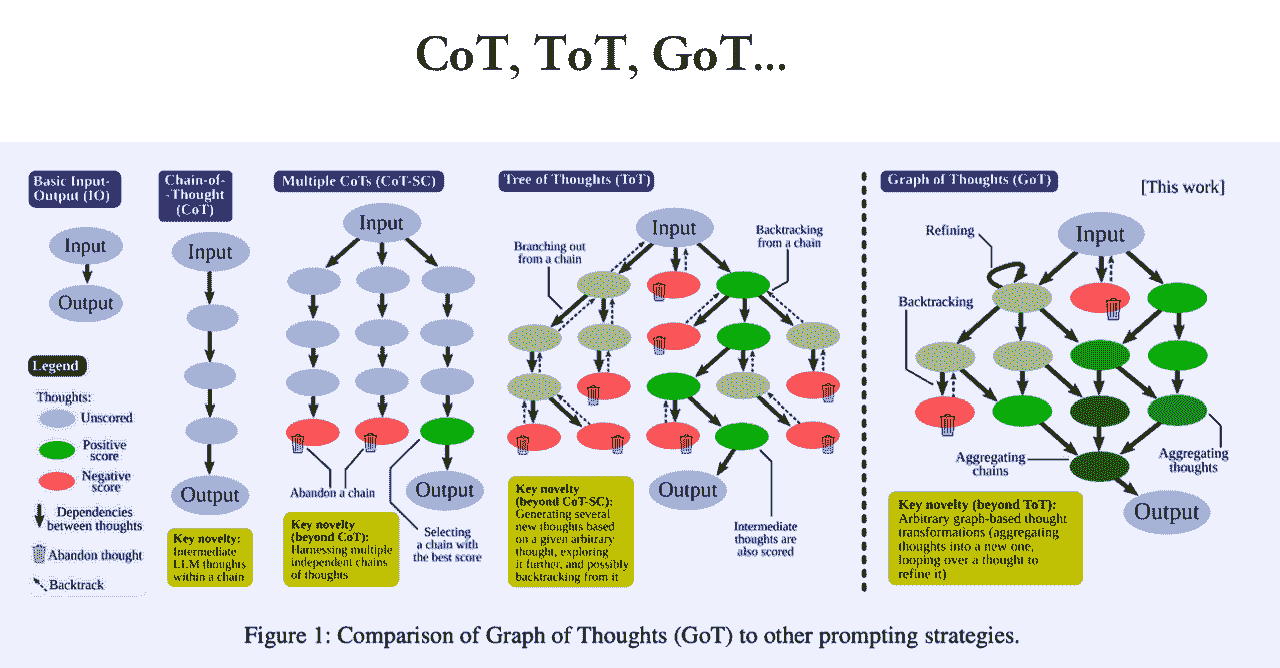 CoT, ToT, GoT...
Basic Input-
Output (IO)
Input
Output
Legend
Thoughts:
Unscored
Positive
score
Negative
score
Dependencies
between thoughts
Abandon thought
Backtrack
Chain-of-
-Thought
(CoT)
Input
Output
Key novelty:
Intermediate
LLM thoughts
within a chain
Multiple CoTs (CoT-SC)
Input
Abandon a chain
Output
Selecting
a chain with
the best score
Key novelty
(beyond CoT):
Harnessing multiple
independent chains
of thoughts
Tree of Thoughts (ToT)
Input
Branching out
from a chain
Backtracking
from a chain
Output
Intermediate
thoughts are
also scored
Key novelty
(beyond CoT-SC):
Generating several
new thoughts based
on a given arbitrary
thought, exploring
it further, and possibly
backtracking from it
Graph of Thoughts (GoT)
[This work]
Refining
Input
Backtracking
Aggregating
chains
Aggregating
thoughts
Output
Key novelty (beyond ToT):
Arbitrary graph-based thought
transformations (aggregating
thoughts into a new one,
looping over a thought to
refine it)
Figure 1: Comparison of Graph of Thoughts (GoT) to other prompting strategies.